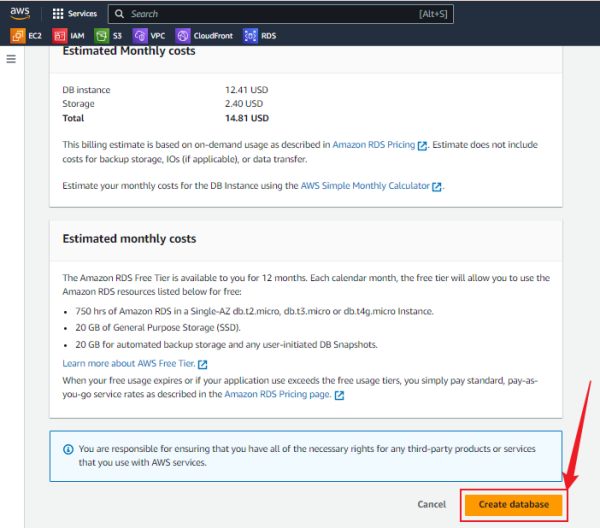 aws
Services
Search
[Alt+S]
EC2
IAM
S3
VPC
CloudFront
RDS
Estimated Monthly costs
DB instance 12.41 USD
Storage 2.40 USD
Total 14.81 USD
This billing estimate is based on on-demand usage as described in Amazon RDS Pricing. Estimate does not include
costs for backup storage, IOs (if applicable), or data transfer.
Estimate your monthly costs for the DB Instance using the AWS Simple Monthly Calculator.
Estimated monthly costs
The Amazon RDS Free Tier is available to you for 12 months. Each calendar month, the free tier will allow you to use the
Amazon RDS resources listed below for free:
• 750 hrs of Amazon RDS in a Single-AZ db.t2.micro, db.t3.micro or db.t4g.micro Instance.
• 20 GB of General Purpose Storage (SSD).
• 20 GB for automated backup storage and any user-initiated DB Snapshots.
Learn more about AWS Free Tier.
When your free usage expires or if your application use exceeds the free usage tiers, you simply pay standard, pay-as-
you-go service rates as described in the Amazon RDS Pricing page.
You are responsible for ensuring that you have all of the necessary rights for any third-party products or services
that you use with AWS services.
Cancel
Create database